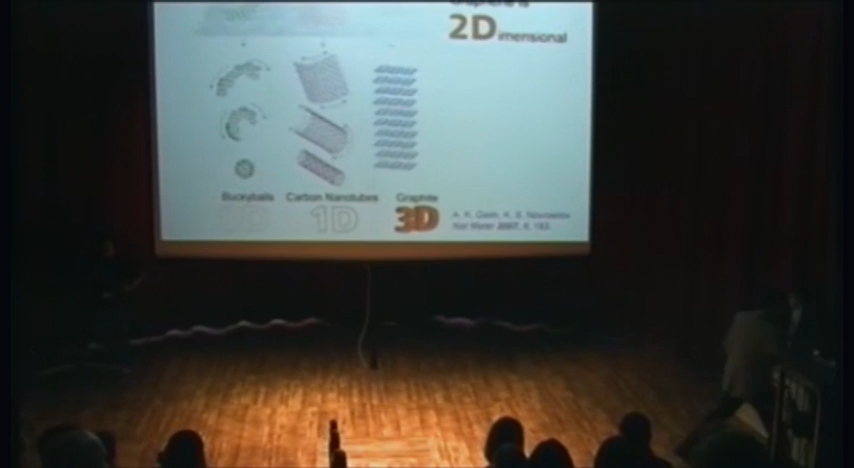 2Dimensional
Buckyballs Carbon Nanotubes Graphite
1D 3D
A. K. Geim, K. S. Novoselov
Nat Mater 2007, 6, 183.